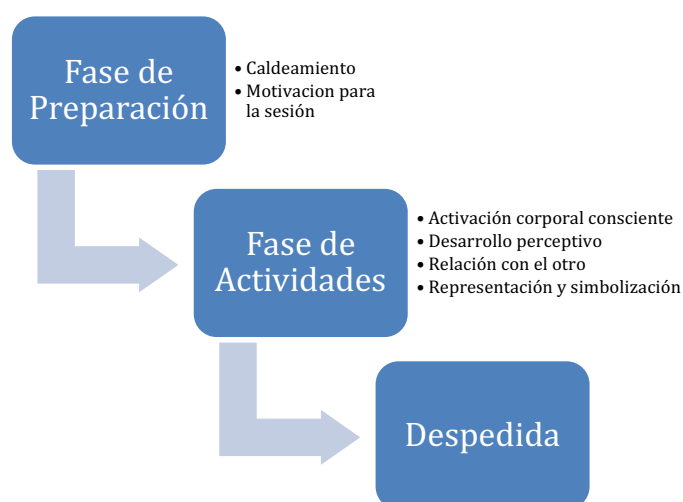 Fase de
Preparación
• Caldeamiento
• Motivacion para
la sesión
Fase de
Actividades
• Activación corporal consciente
• Desarrollo perceptivo
• Relación con el otro
• Representación y simbolización
Despedida